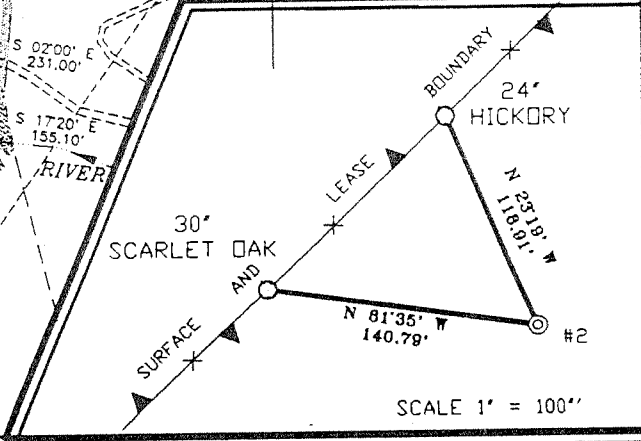 S 02°00' E
231.00'
S 17°20' E
155.10'
RIVER
24"
HICKORY
30"
SCARLET OAK
SURFACE AND LEASE BOUNDARY
N 23°19' W
118.91'
N 81°35' W
140.79'
#2
SCALE 1" = 100''